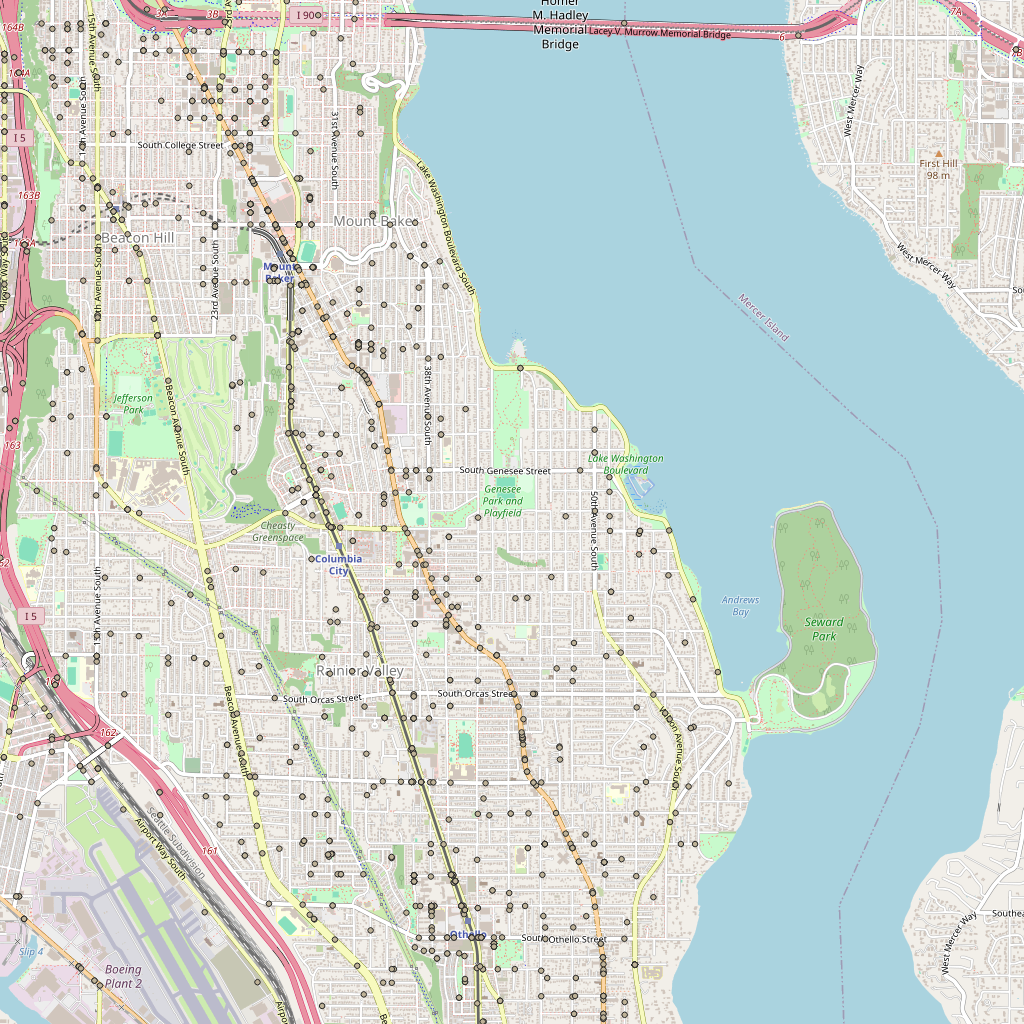 164B
3A
3B
I 90
Homer
M. Hadley
Memorial
Bridge
Lacey V. Murrow Memorial Bridge
6
7A
15th Avenue South
164A
I 5
South College Street
31st Avenue South
West Mercer Way
First Hill
98 m
163B
Lake Washington Boulevard South
Mount Baker
Beacon Hill
23rd Avenue South
Mount
Baker
West Mercer Way
Mercer Island
Jefferson
Park
Beacon Avenue South
38th Avenue South
163
South Genesee Street
Lake Washington
Boulevard
Genesee
Park and
Playfield
50th Avenue South
Cheasty
Greenspace
Columbia
City
15th Avenue South
I 5
Andrews
Bay
Seward
Park
Rainier Valley
South Orcas Street
South Orcas Street
Beacon Avenue South
162
Seattle Subdivision
Airport Way South
161
Othello
South Othello Street
Slip 4
Boeing
Plant 2
West Mercer Way
Southea